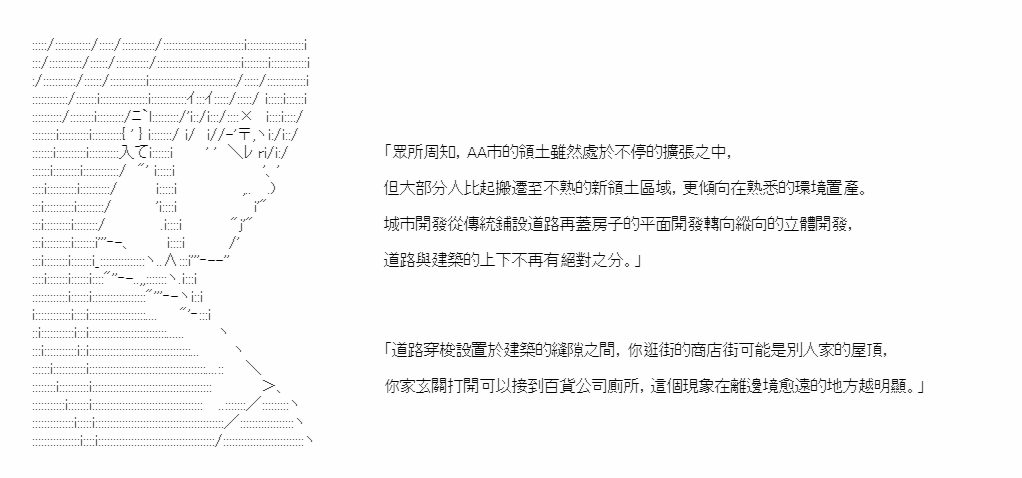 「眾所周知，AA市的領土雖然處於不停的擴張之中，
但大部分人比起搬遷至不熟的新領土區域，更傾向在熟悉的環境置產。
城市開發從傳統鋪設道路再蓋房子的平面開發轉向縱向的立體開發，
道路與建築的上下不再有絕對之分。」
「道路穿梭設置於建築的縫隙之間，你逛街的商店街可能是別人家的屋頂，
你家玄關打開可以接到百貨公司廁所，這個現象在離邊境愈遠的地方越明顯。」